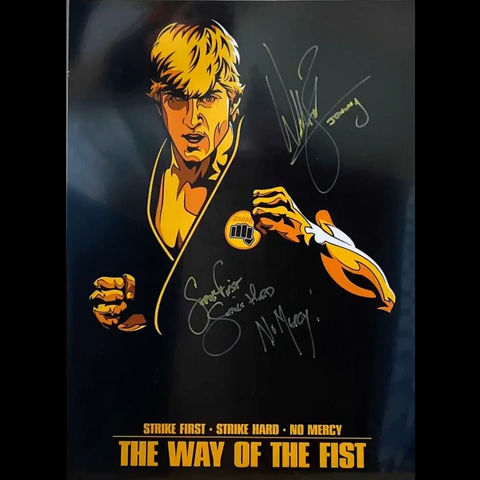 Johnny
Strike First
Strike Hard
No Mercy!
STRIKE FIRST · STRIKE HARD · NO MERCY
THE WAY OF THE FIST